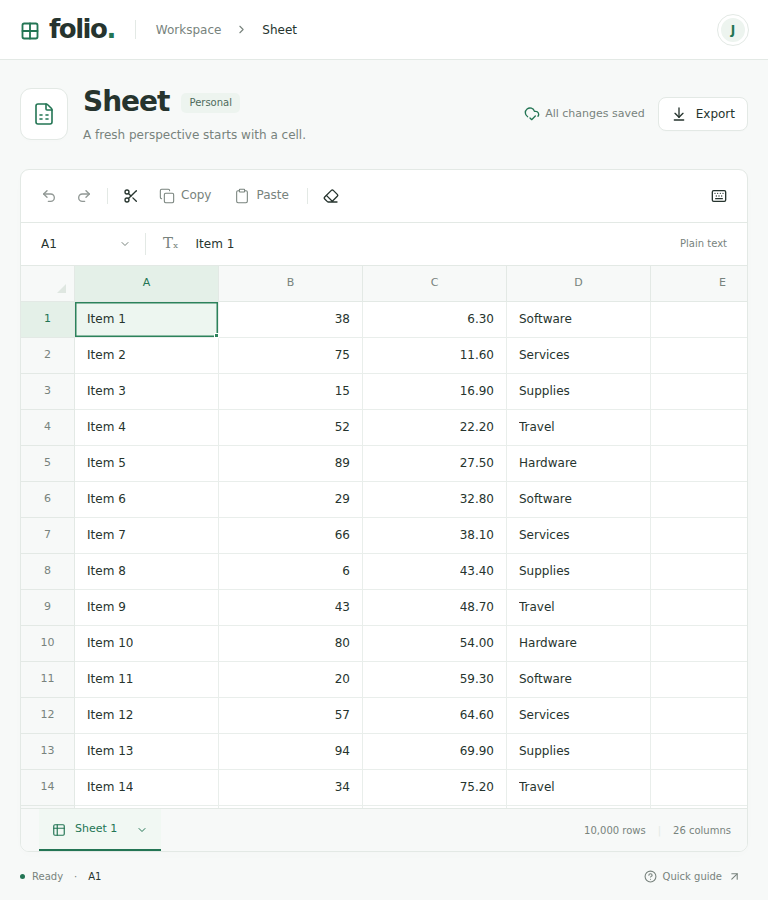 folio. Workspace Sheet J
Sheet Personal
A fresh perspective starts with a cell.
All changes saved Export
Copy Paste
A1 Tx Item 1 Plain text
A B C D E
1 Item 1 38 6.30 Software
2 Item 2 75 11.60 Services
3 Item 3 15 16.90 Supplies
4 Item 4 52 22.20 Travel
5 Item 5 89 27.50 Hardware
6 Item 6 29 32.80 Software
7 Item 7 66 38.10 Services
8 Item 8 6 43.40 Supplies
9 Item 9 43 48.70 Travel
10 Item 10 80 54.00 Hardware
11 Item 11 20 59.30 Software
12 Item 12 57 64.60 Services
13 Item 13 94 69.90 Supplies
14 Item 14 34 75.20 Travel
Sheet 1 10,000 rows 26 columns
Ready · A1 Quick guide